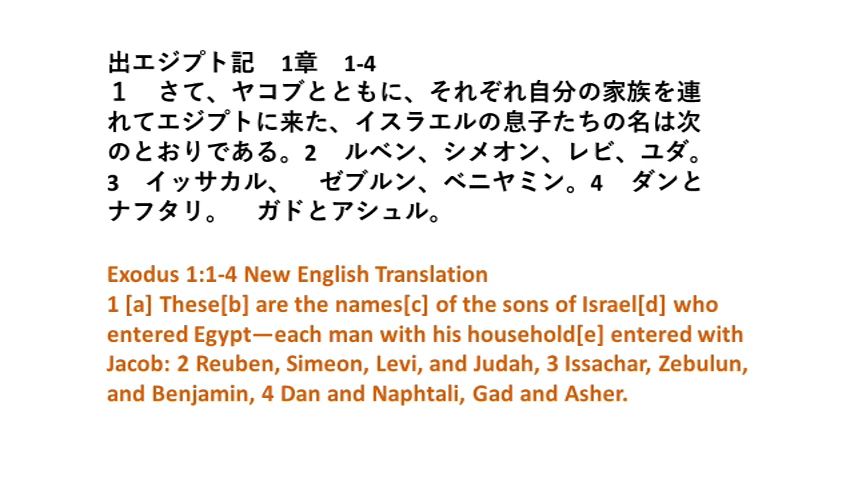 出エジプト記　1章　1-4
１　さて、ヤコブとともに、それぞれ自分の家族を連
れてエジプトに来た、イスラエルの息子たちの名は次
のとおりである。2　ルベン、シメオン、レビ、ユダ。
3　イッサカル、　ゼブルン、ベニヤミン。4　ダンと
ナフタリ。　ガドとアシュル。
Exodus 1:1-4 New English Translation
1 [a] These[b] are the names[c] of the sons of Israel[d] who
entered Egypt—each man with his household[e] entered with
Jacob: 2 Reuben, Simeon, Levi, and Judah, 3 Issachar, Zebulun,
and Benjamin, 4 Dan and Naphtali, Gad and Asher.